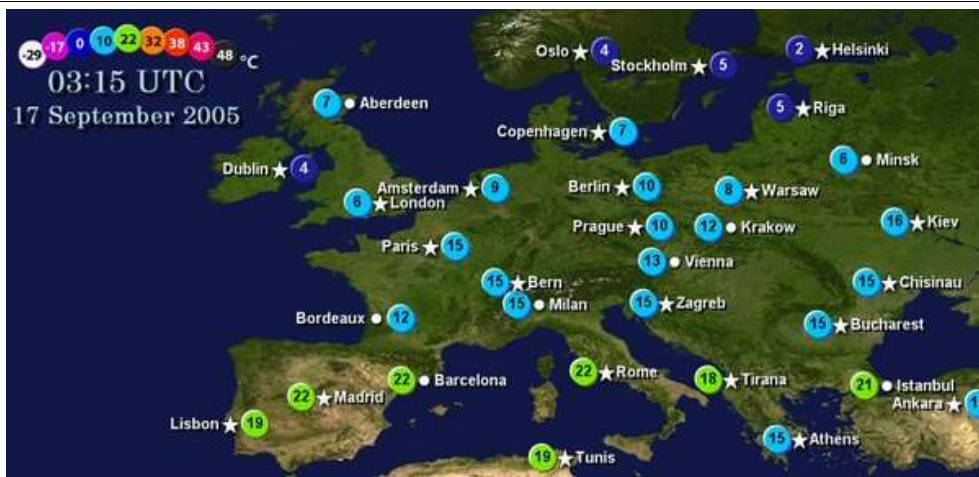 -29 -17 0 10 22 32 38 43 48 °C
03:15 UTC
17 September 2005
Oslo 4
Stockholm 5
2 Helsinki
7 Aberdeen
5 Riga
Copenhagen 7
Dublin 4
6 Minsk
Amsterdam 9
Berlin 10
8 Warsaw
6 London
16 Kiev
Prague 10
12 Krakow
Paris 15
13 Vienna
15 Bern
15 Chisinau
15 Milan
15 Zagreb
Bordeaux 12
15 Bucharest
22 Rome
22 Barcelona
18 Tirana
21 Istanbul
22 Madrid
Ankara
Lisbon 19
15 Athens
19 Tunis